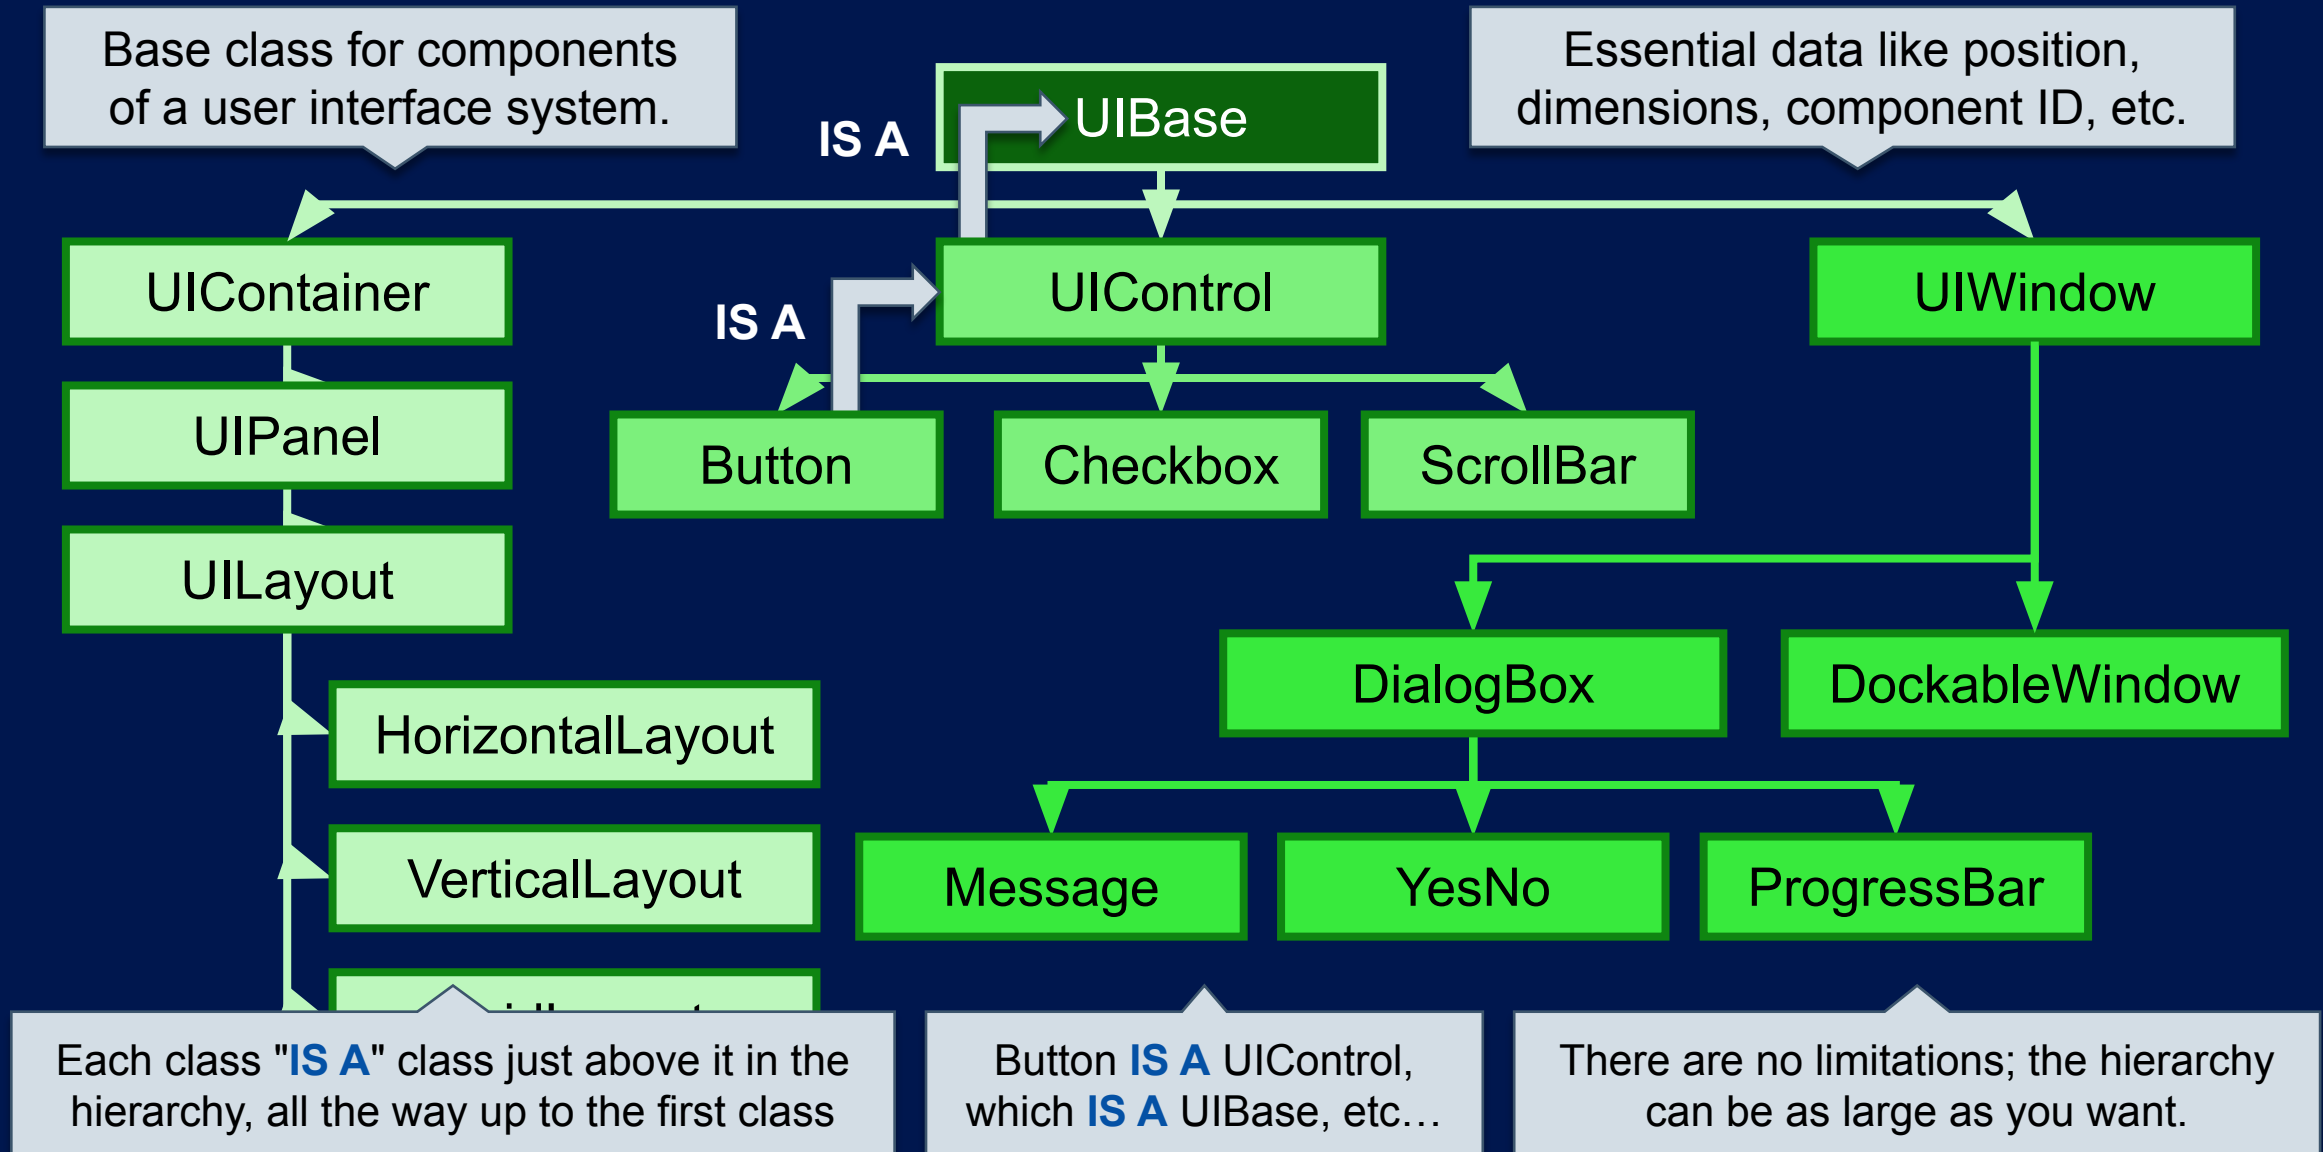 Base class for components
of a user interface system.
Essential data like position,
dimensions, component ID, etc.
UIBase
IS A
UIContainer
UIControl
UIWindow
IS A
UIPanel
Button
Checkbox
ScrollBar
UILayout
DialogBox
DockableWindow
HorizontalLayout
VerticalLayout
Message
YesNo
ProgressBar
Each class "IS A" class just above it in the
hierarchy, all the way up to the first class
Button IS A UIControl,
which IS A UIBase, etc…
There are no limitations; the hierarchy
can be as large as you want.